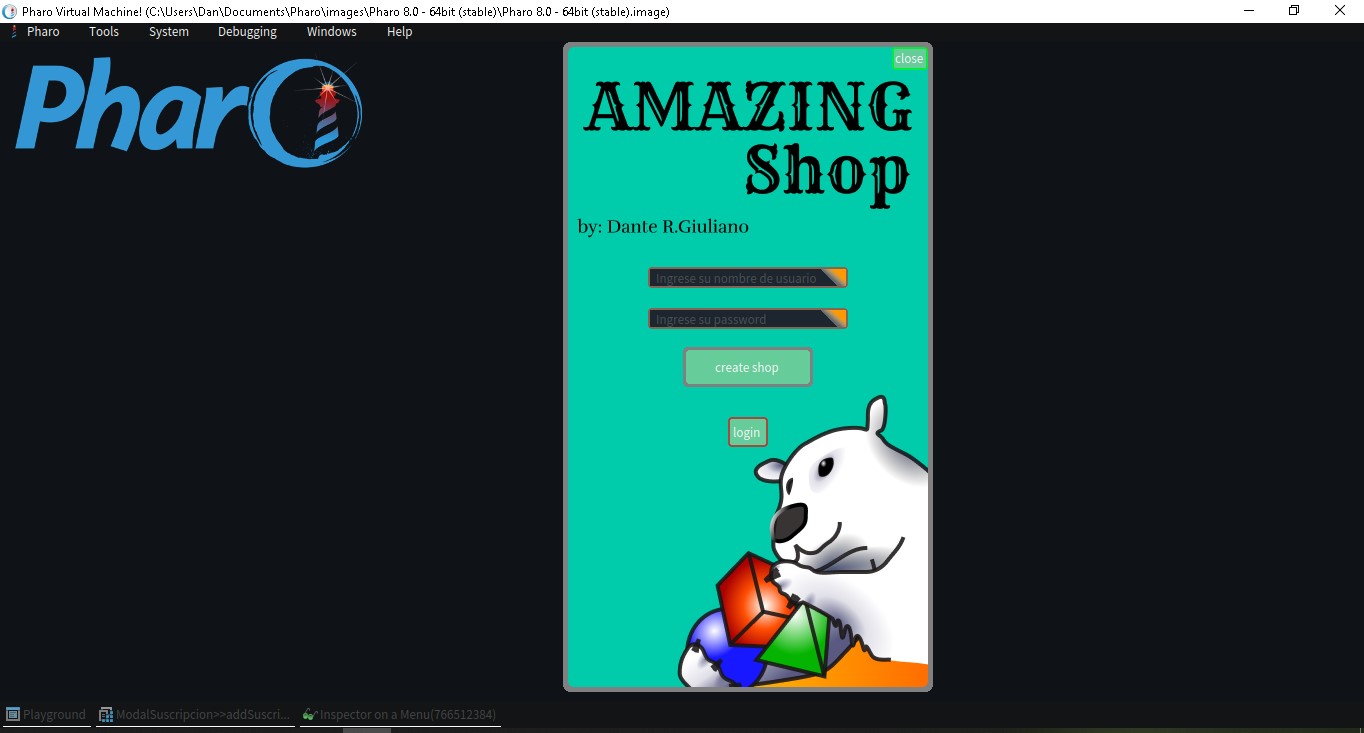 Pharo Virtual Machine! (C:\Users\Dan\Documents\Pharo\images\Pharo 8.0 - 64bit (stable)\Pharo 8.0 - 64bit (stable).image)
Pharo Tools System Debugging Windows Help
Pharo
close
AMAZING
Shop
by: Dante R.Giuliano
Ingrese su nombre de usuario
Ingrese su password
create shop
login
Playground ModalSuscripcion>>addSuscri... Inspector on a Menu(766512384)